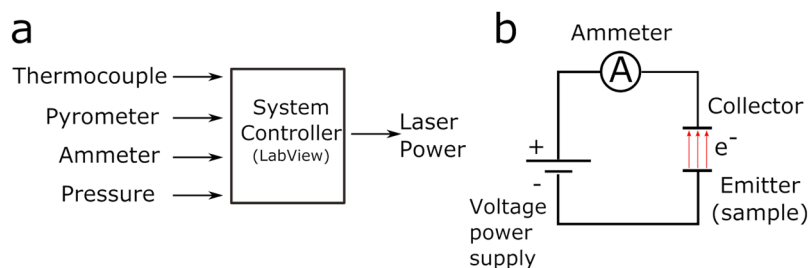 a
Thermocouple
Pyrometer
Ammeter
Pressure
System
Controller
(LabView)
Laser
Power
b
Ammeter
A
Collector
e-
Emitter
(sample)
+
-
Voltage
power
supply